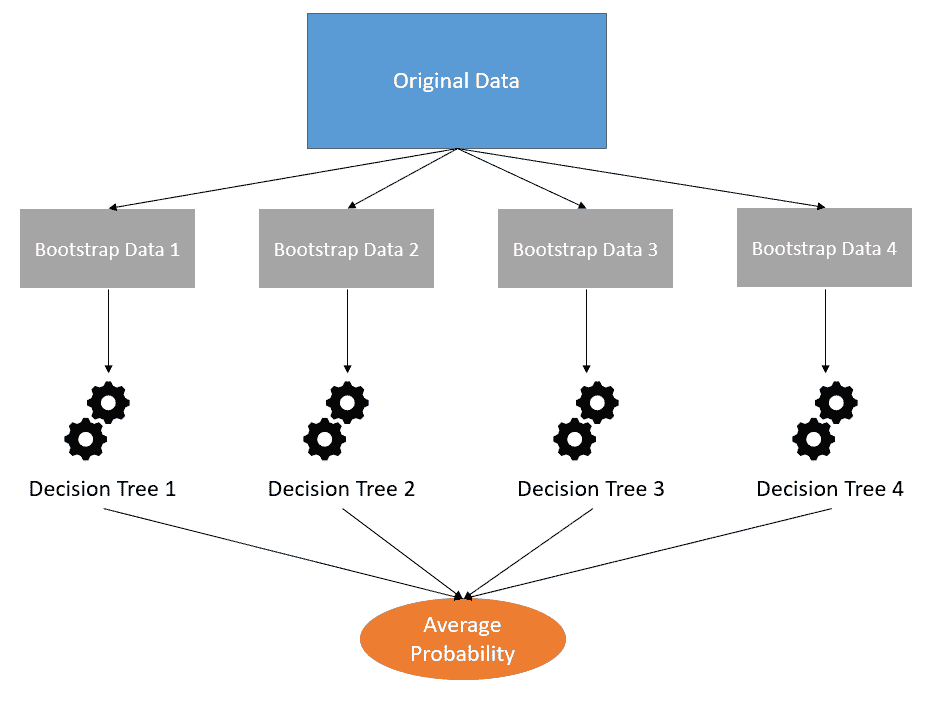 Original Data
Bootstrap Data 1
Bootstrap Data 2
Bootstrap Data 3
Bootstrap Data 4
Decision Tree 1
Decision Tree 2
Decision Tree 3
Decision Tree 4
Average
Probability